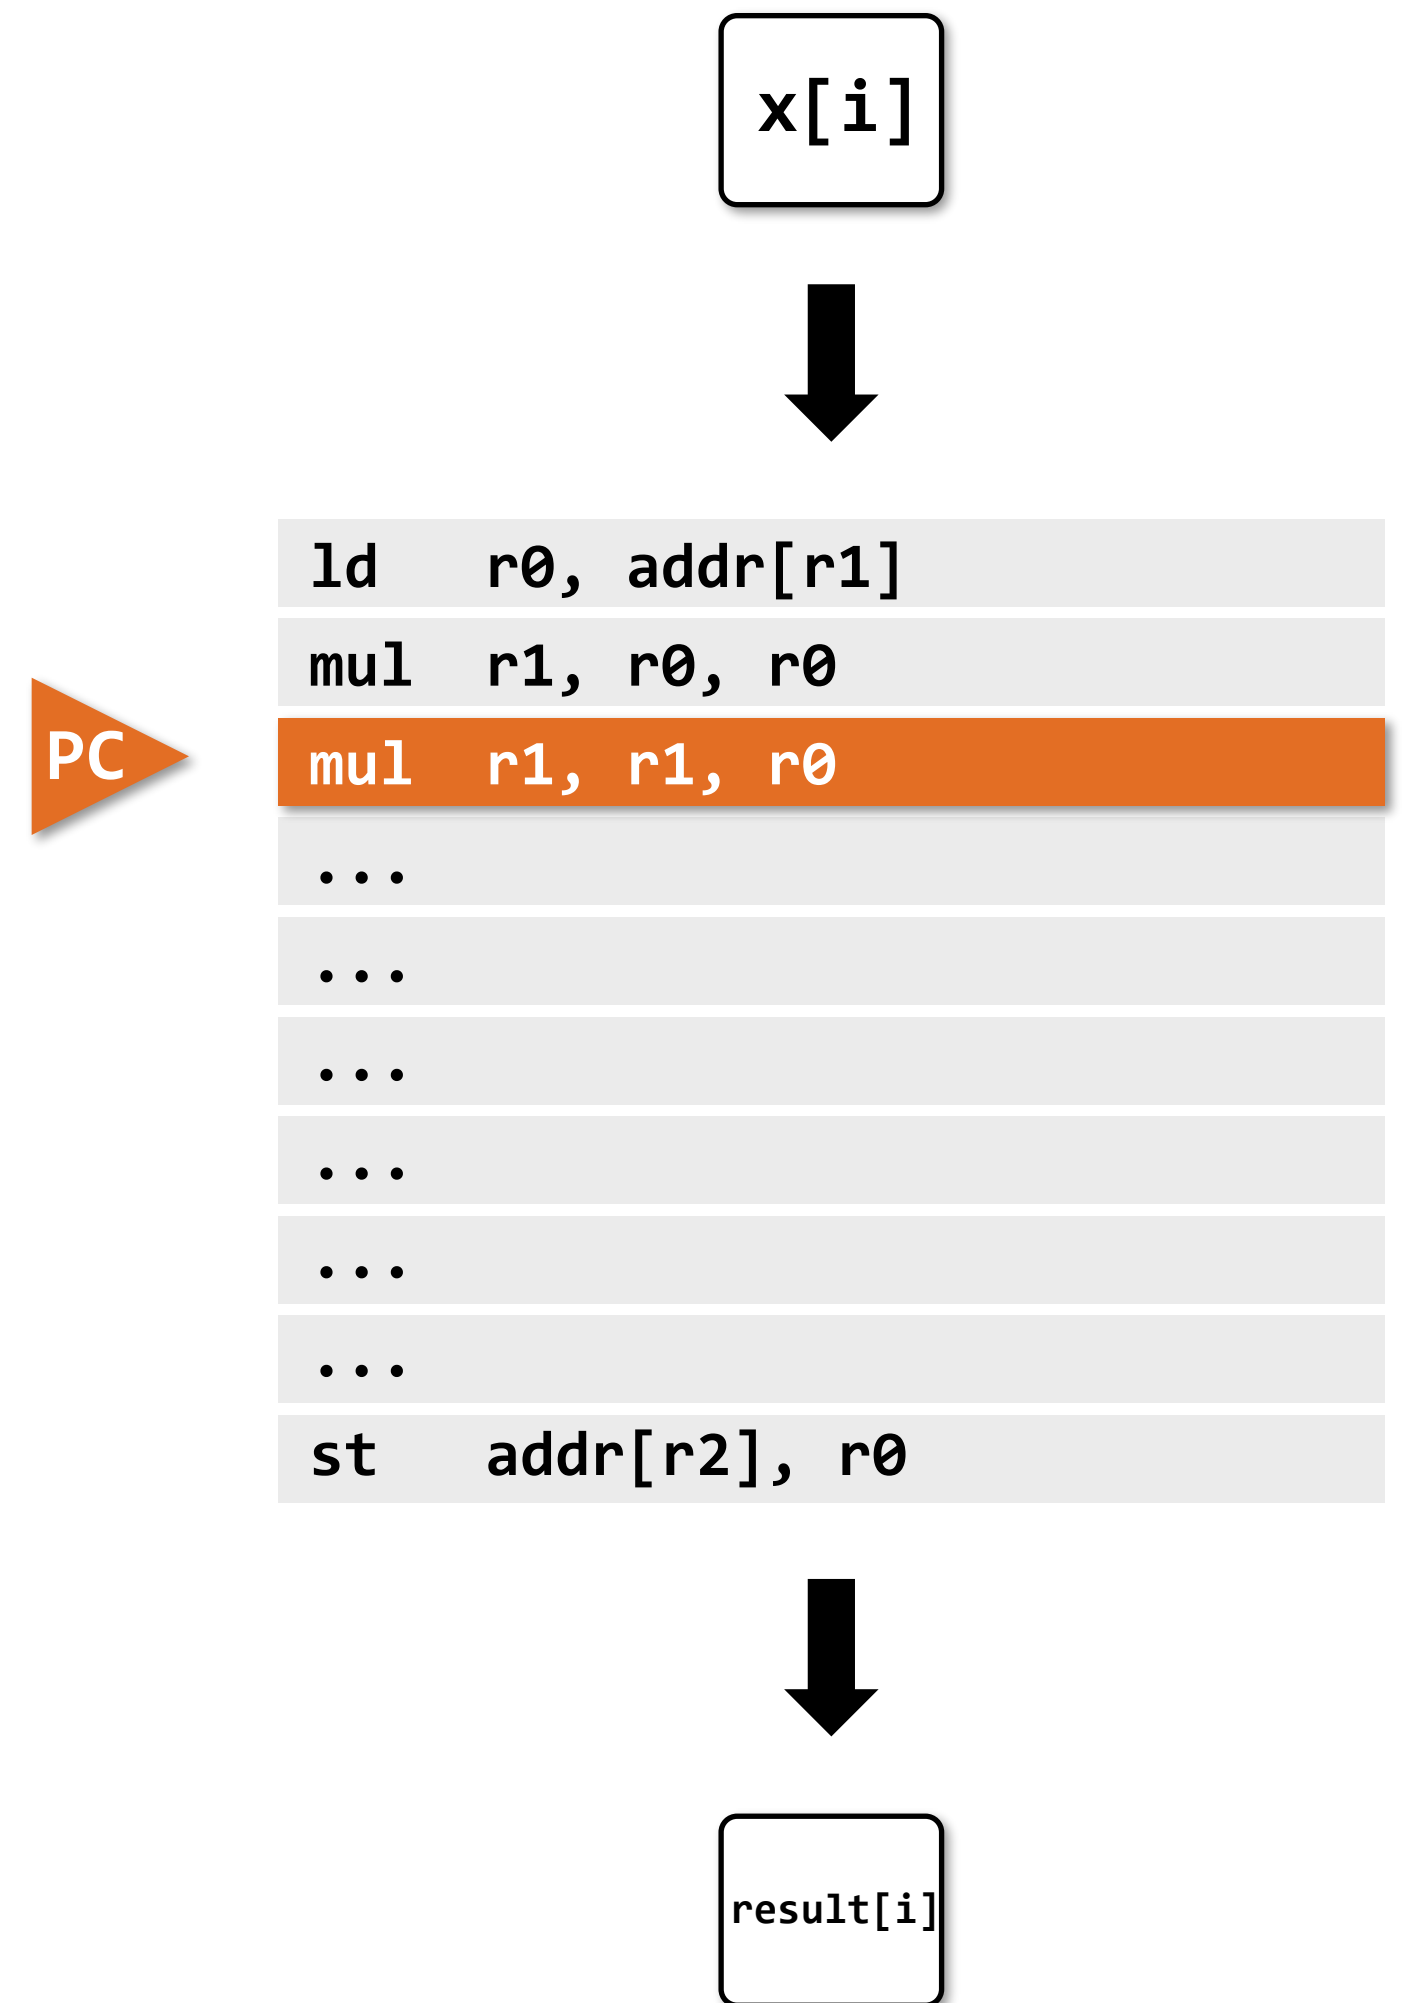 x[i]
ld r0, addr[r1]
mul r1, r0, r0
PC
mul r1, r1, r0
...
...
...
...
...
...
st addr[r2], r0
result[i]